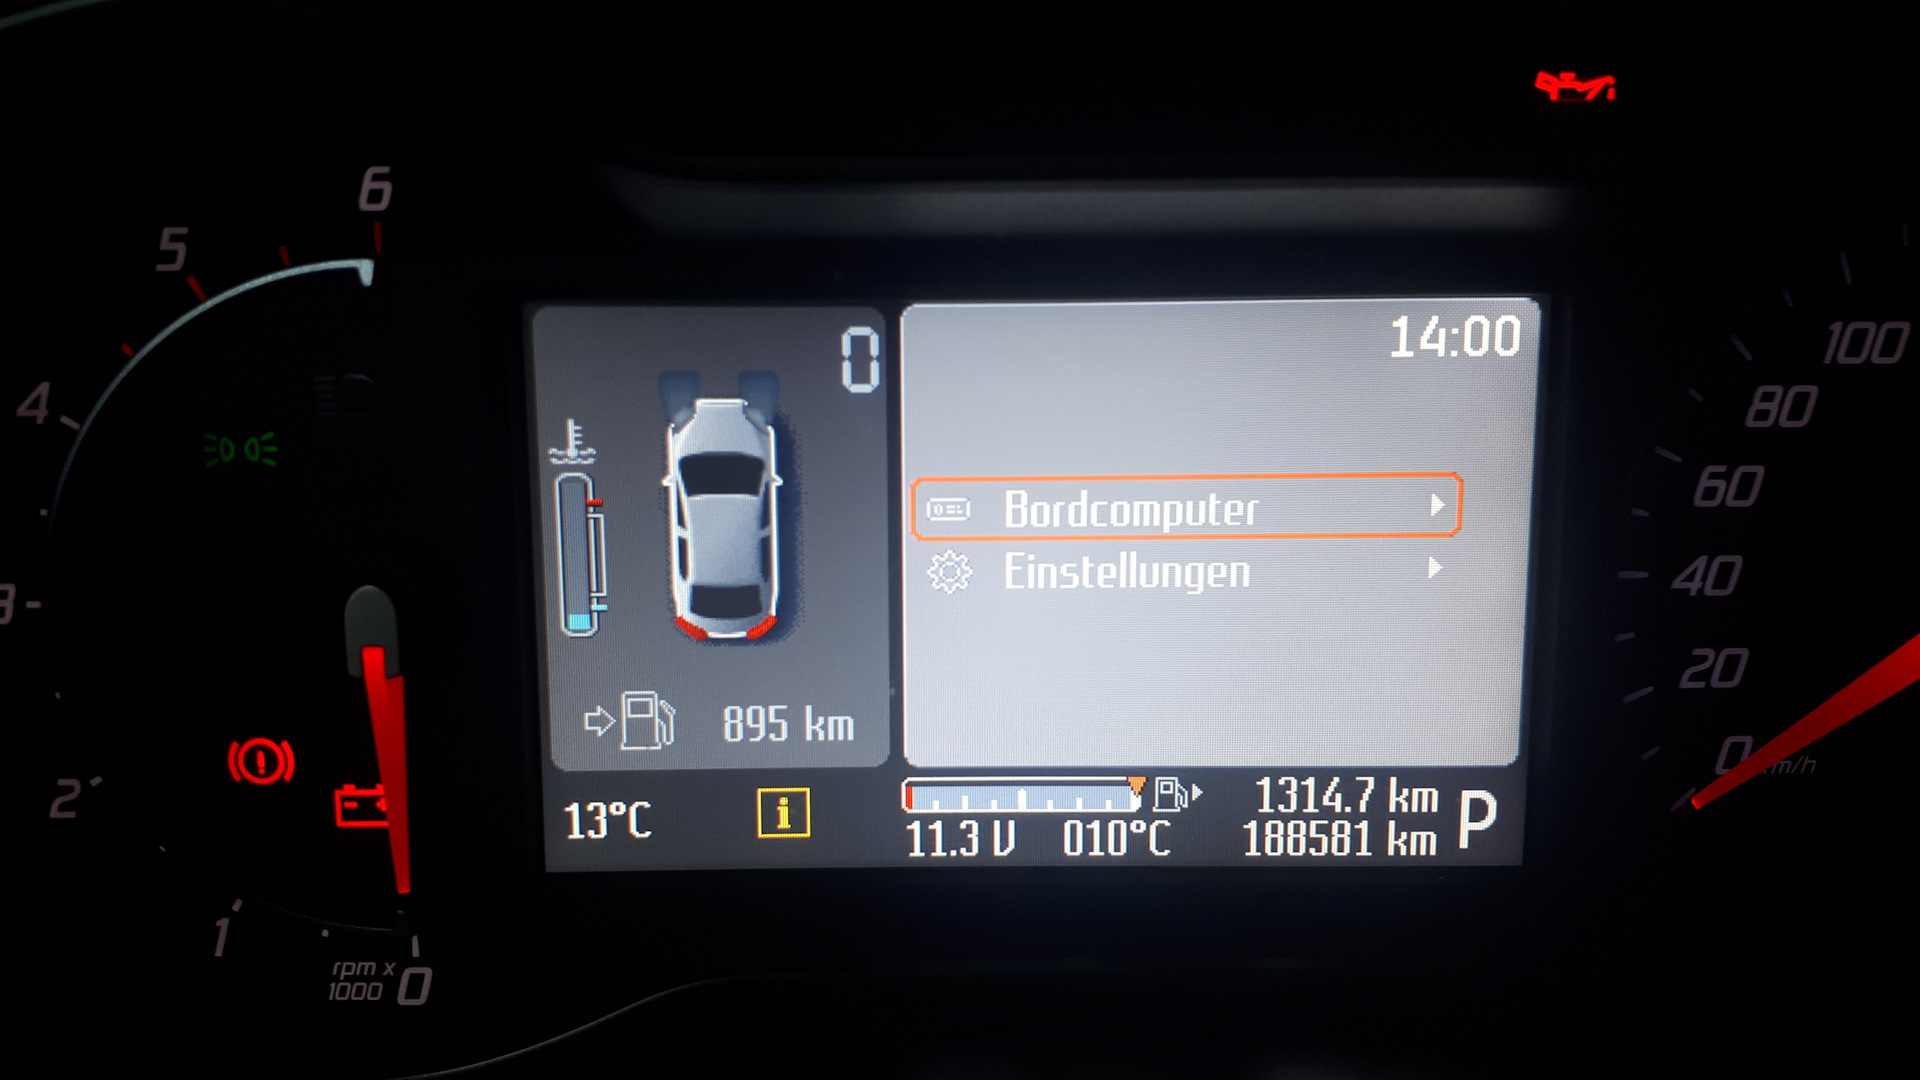 6
5
4
3
2
1
rpm x
1000 0
0
895 km
13°C
i
14:00
Bordcomputer
Einstellungen
1314.7 km
11.3 V 010°C 188581 km P
100
80
60
40
20
0
km/h